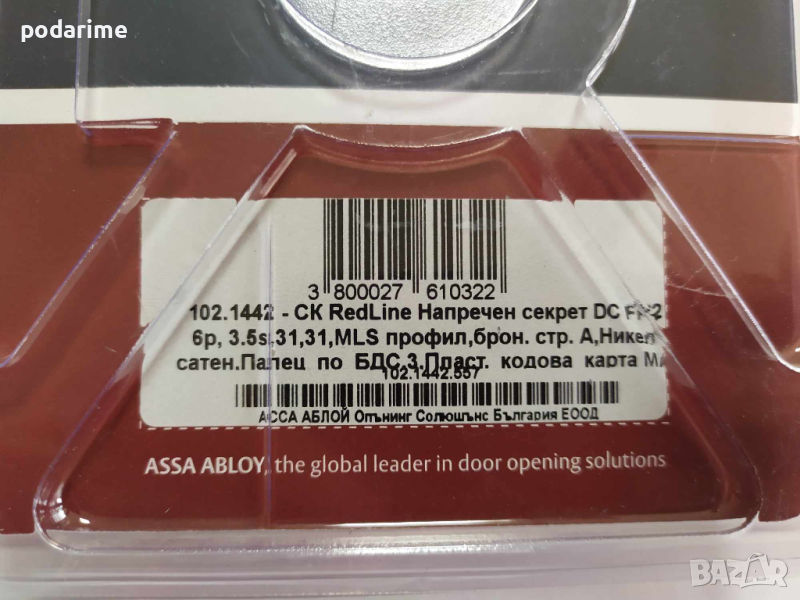 podarime
3 800027 610322
102.1442 - СК RedLine Напречен секрет DC
6p, 3.5s,31,31,MLS профил,брон. стр. А,Никел
сатен.Палец по БДС,3.Пласт. кодова карта
102.1442.557
АССА АБЛОЙ Опънинг Солюшънс България ЕООД
ASSA ABLOY, the global leader in door opening solutions
BAZAR